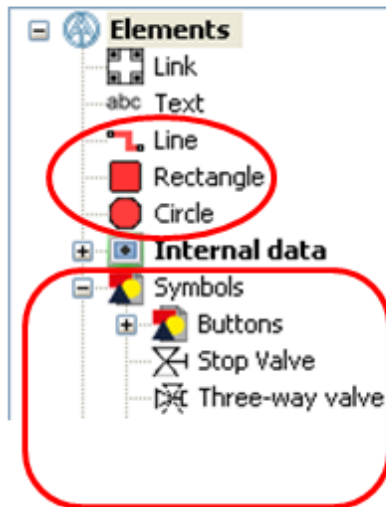 Elements
Link
abc Text
Line
Rectangle
Circle
Internal data
Symbols
Buttons
Stop Valve
Three-way valve